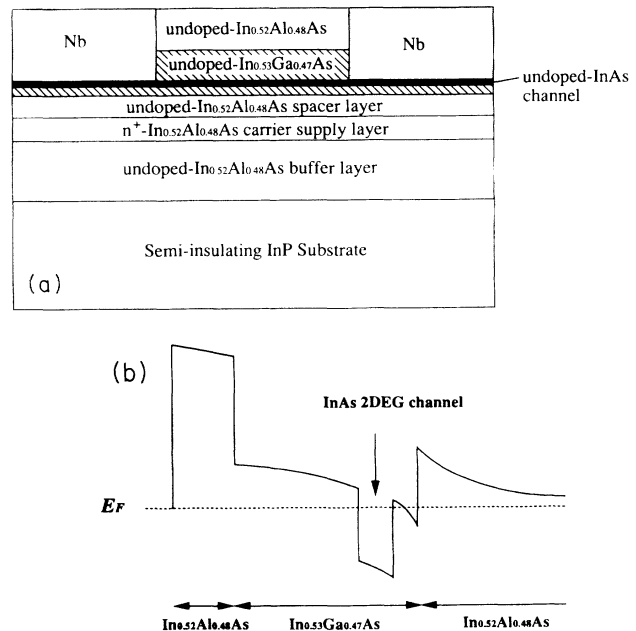 undoped-In0.52Al0.48As
Nb
Nb
undoped-In0.53Ga0.47As
undoped-InAs
channel
undoped-In0.52Al0.48As spacer layer
n+-In0.52Al0.48As carrier supply layer
undoped-In0.52Al0.48As buffer layer
Semi-insulating InP Substrate
(a)
(b)
InAs 2DEG channel
EF
In0.52Al0.48As
In0.53Ga0.47As
In0.52Al0.48As